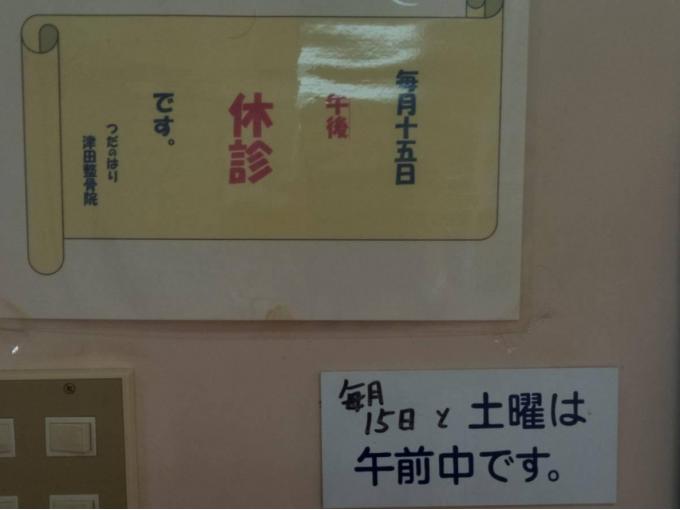 毎月十五日
午後
休診
です。
つだのはり
津田整骨院
毎月
15日と土曜は
午前中です。